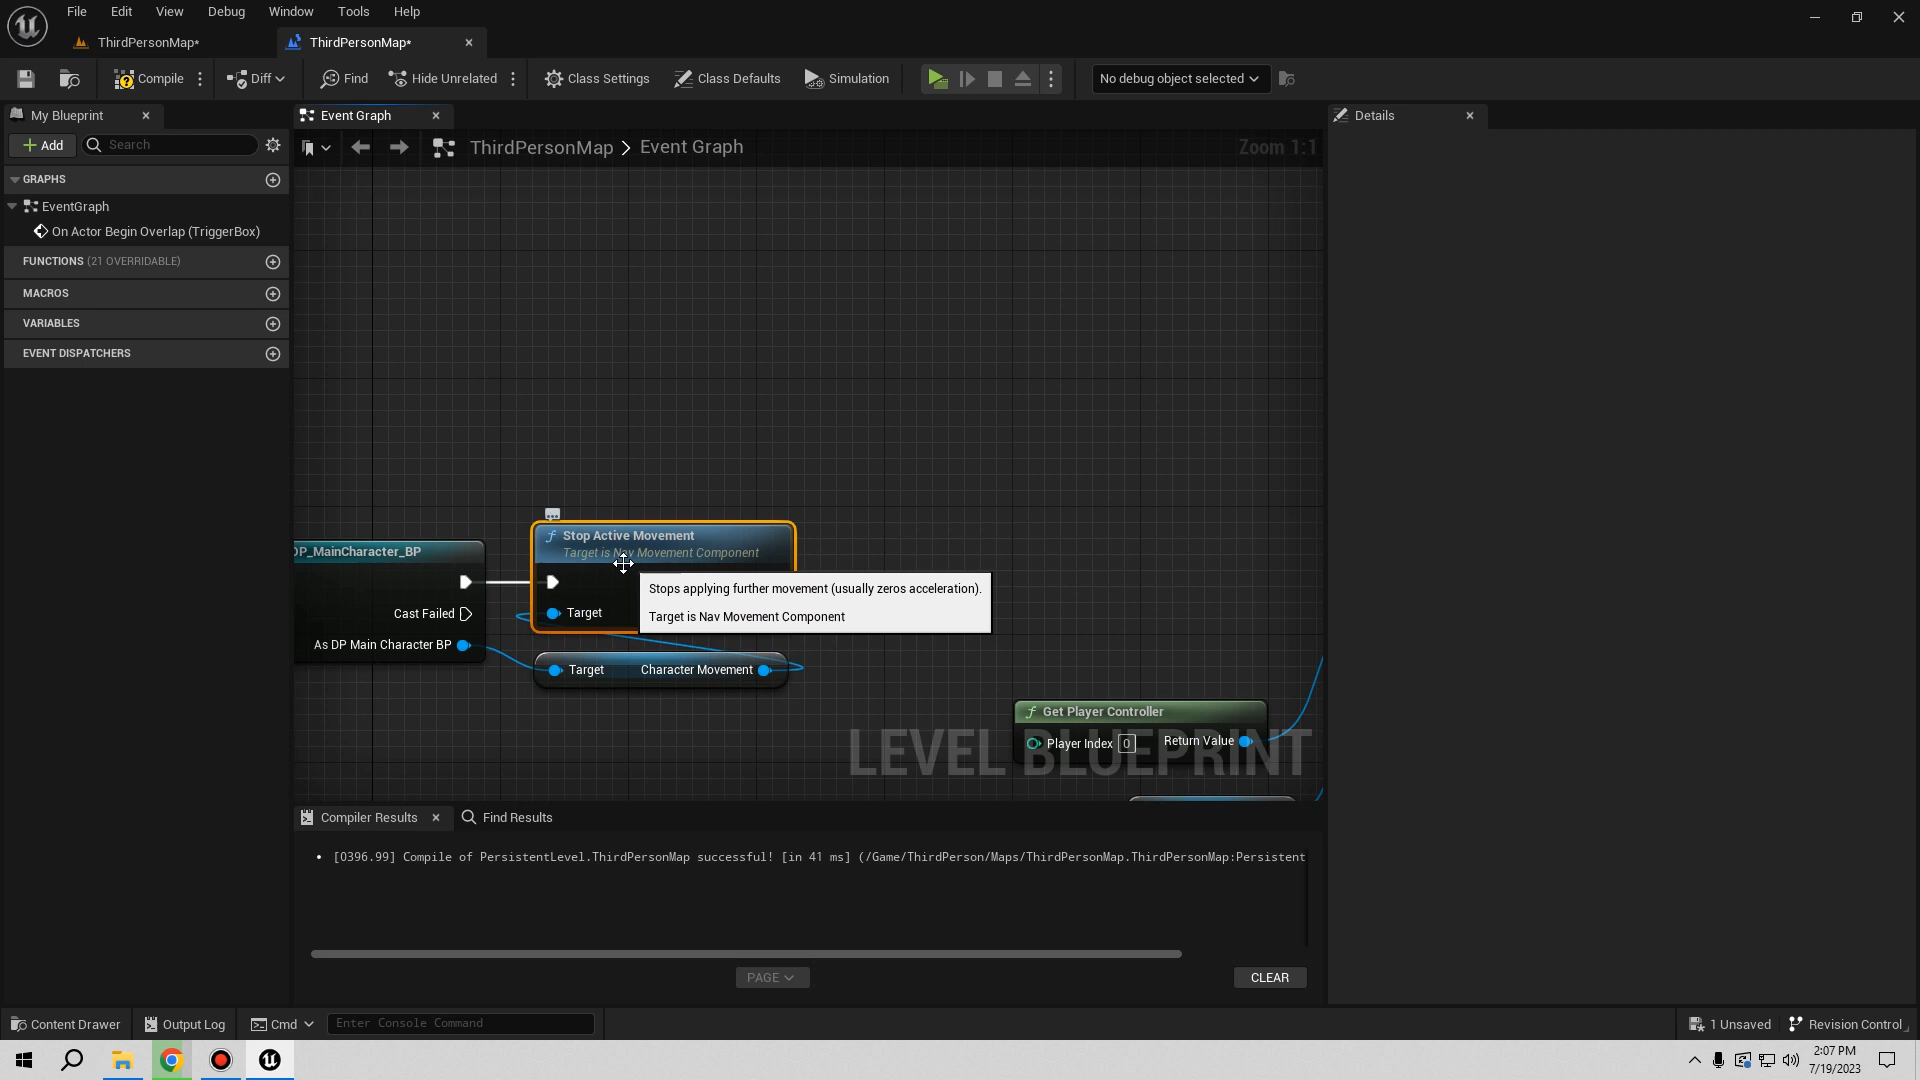 File Edit View Debug Window Tools Help
ThirdPersonMap*
ThirdPersonMap*
Compile
Diff
Find
Hide Unrelated
Class Settings
Class Defaults
Simulation
No debug object selected
My Blueprint
Event Graph
Details
Add
Search
ThirdPersonMap > Event Graph
Zoom 1:1
GRAPHS
EventGraph
On Actor Begin Overlap (TriggerBox)
FUNCTIONS (21 OVERRIDABLE)
MACROS
VARIABLES
EVENT DISPATCHERS
DP_MainCharacter_BP
Cast Failed
As DP Main Character BP
Stop Active Movement
Target is Nav Movement Component
Target
Stops applying further movement (usually zeros acceleration).
Target is Nav Movement Component
Target Character Movement
Get Player Controller
Player Index 0 Return Value
LEVEL BLUEPRINT
Compiler Results
Find Results
• [0396.99] Compile of PersistentLevel.ThirdPersonMap successful! [in 41 ms] (/Game/ThirdPerson/Maps/ThirdPersonMap.ThirdPersonMap:Persistent
PAGE
CLEAR
Content Drawer
Output Log
Cmd
Enter Console Command
1 Unsaved
Revision Control
2:07 PM
7/19/2023